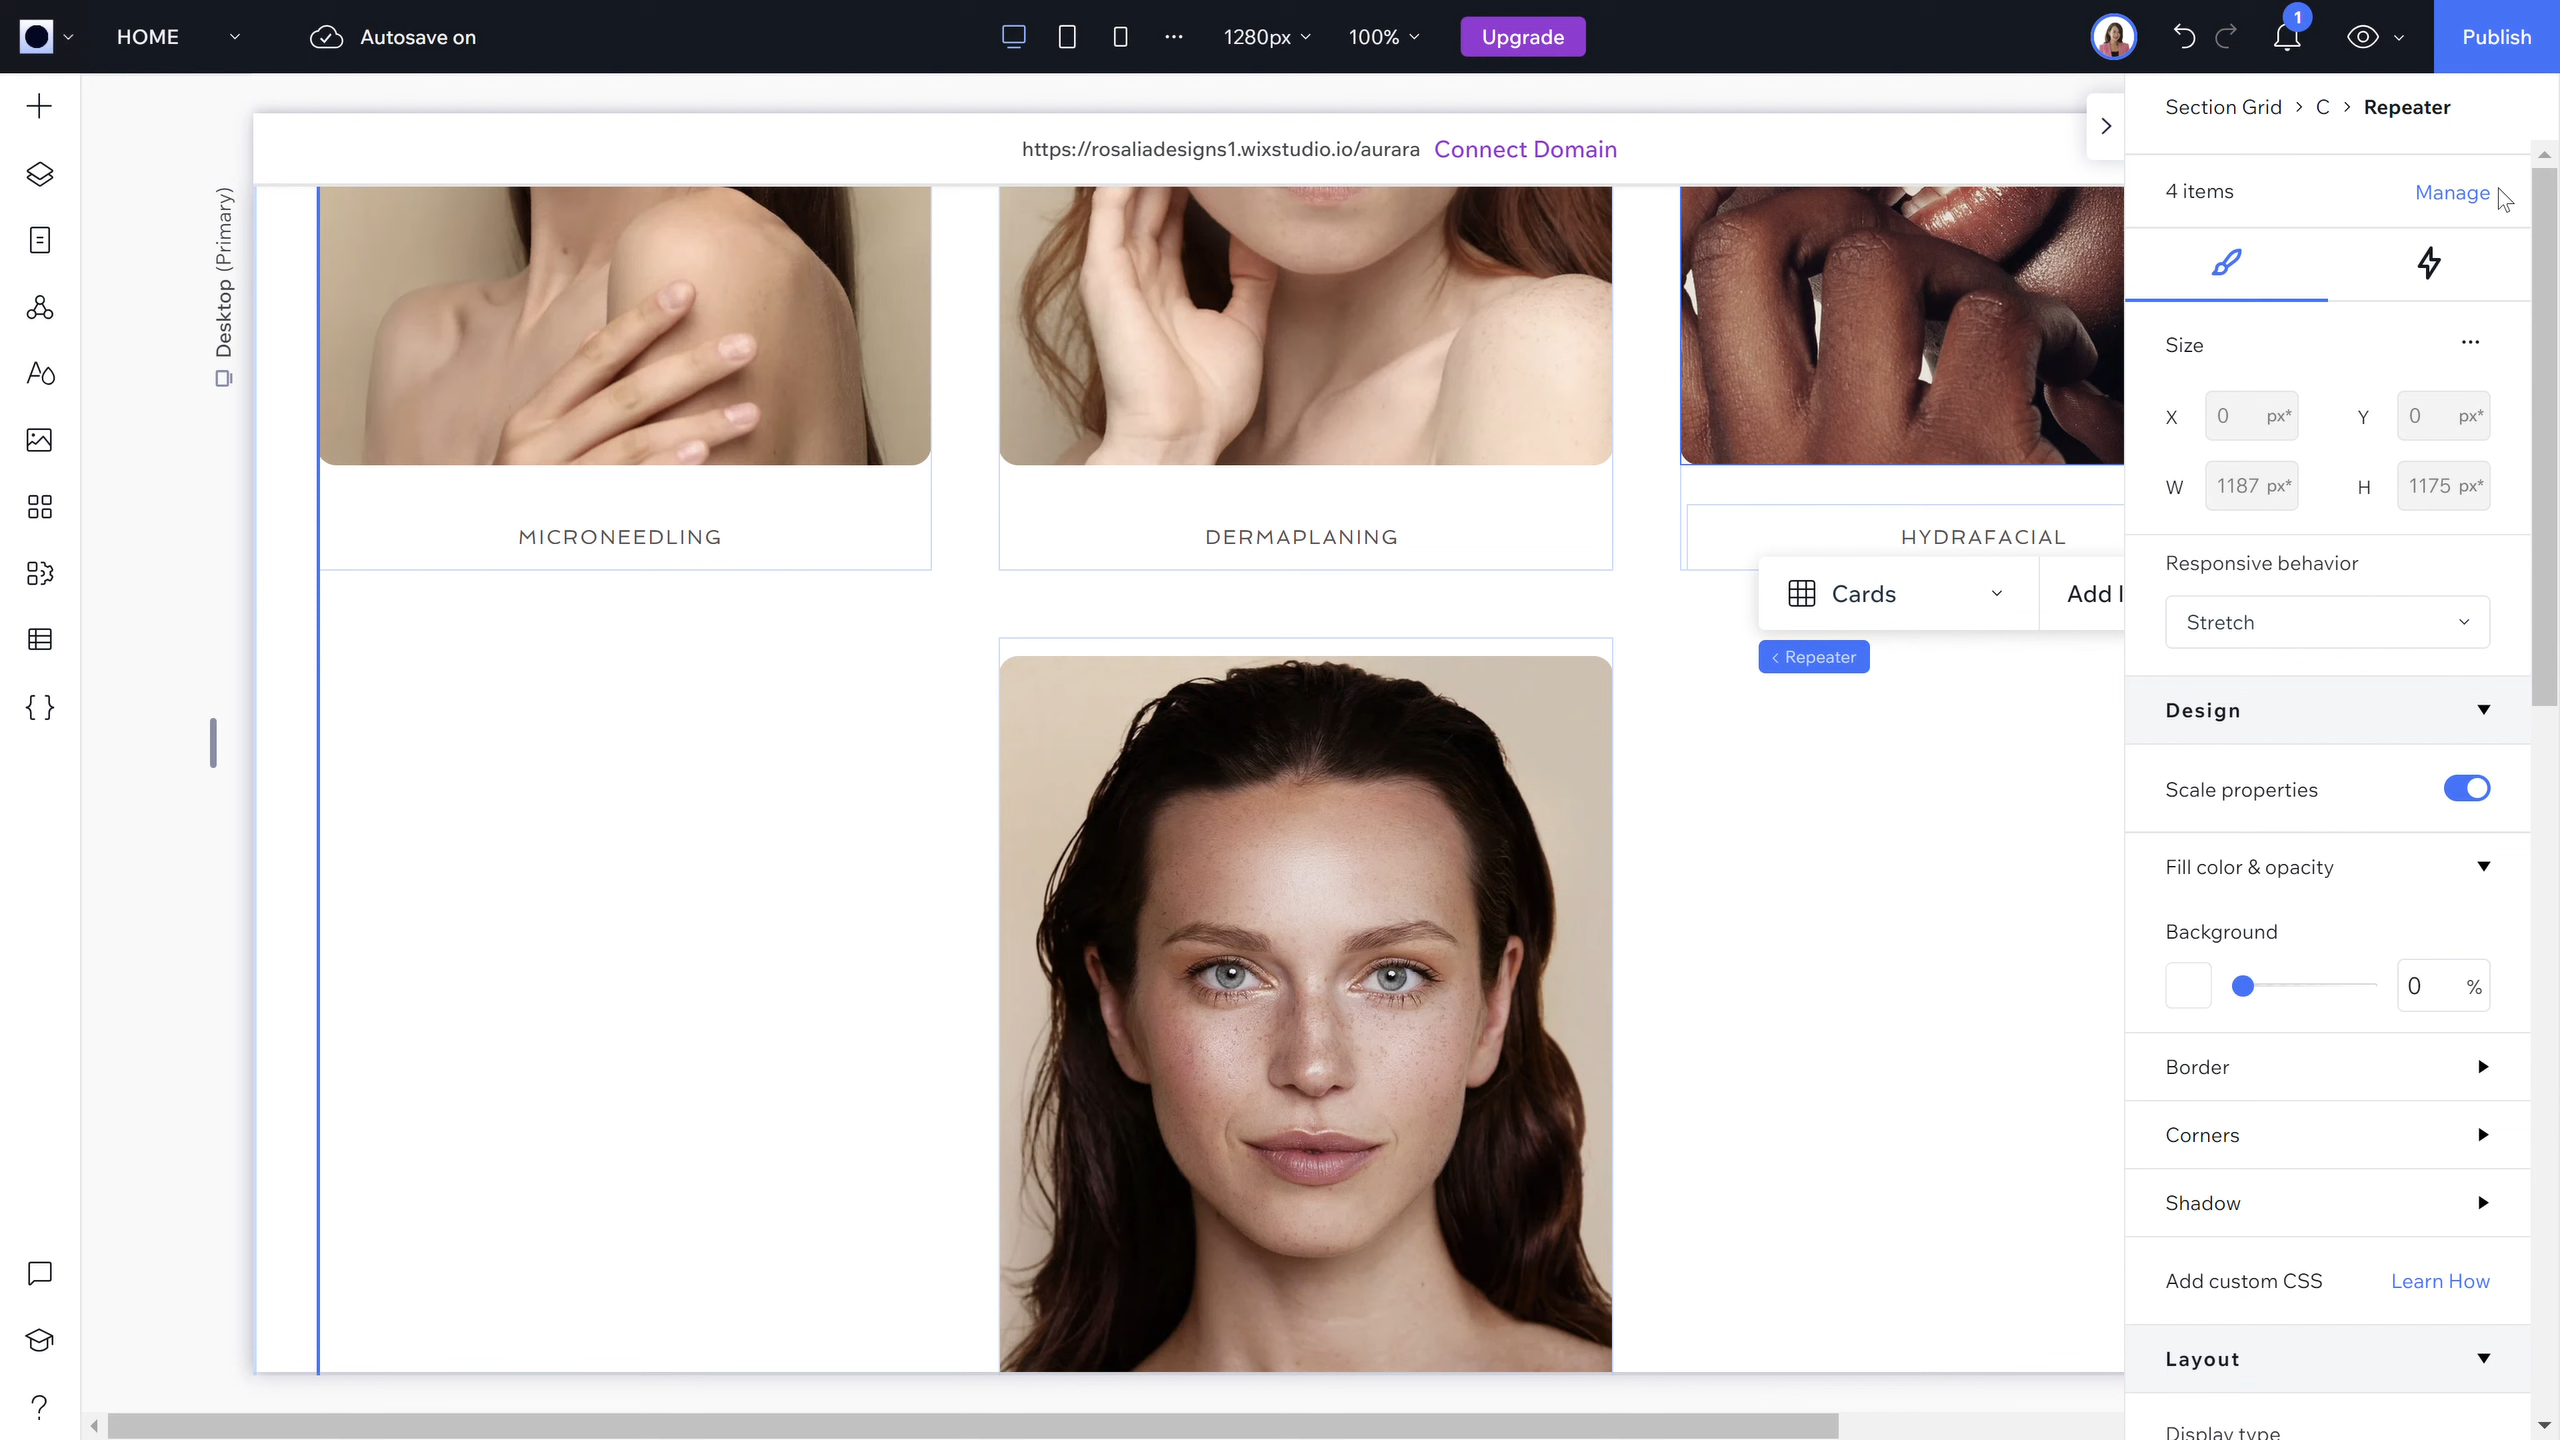 HOME
Autosave on
1280px
100%
Upgrade
1
Publish
Desktop (Primary)
https://rosaliadesigns1.wixstudio.io/aurara Connect Domain
MICRONEEDLING
DERMAPLANING
HYDRAFACIAL
Cards
Add
< Repeater
Section Grid > C > Repeater
4 items
Manage
Size
X 0 px* Y 0 px*
W 1187 px* H 1175 px*
Responsive behavior
Stretch
Design
Scale properties
Fill color & opacity
Background
0 %
Border
Corners
Shadow
Add custom CSS Learn How
Layout
Display type